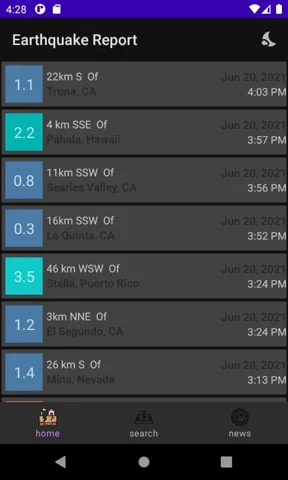 4:28
Earthquake Report
1.1
22km S Of
Trona, CA
Jun 20, 2021
4:03 PM
2.2
4 km SSE Of
Pāhala, Hawaii
Jun 20, 2021
3:57 PM
0.8
11km SSW Of
Searles Valley, CA
Jun 20, 2021
3:56 PM
0.3
16km SSW Of
La Quinta, CA
Jun 20, 2021
3:52 PM
3.5
46 km WSW Of
Stella, Puerto Rico
Jun 20, 2021
3:24 PM
1.2
3km NNE Of
El Segundo, CA
Jun 20, 2021
3:24 PM
1.4
26 km S Of
Mina, Nevada
Jun 20, 2021
3:13 PM
home
search
news